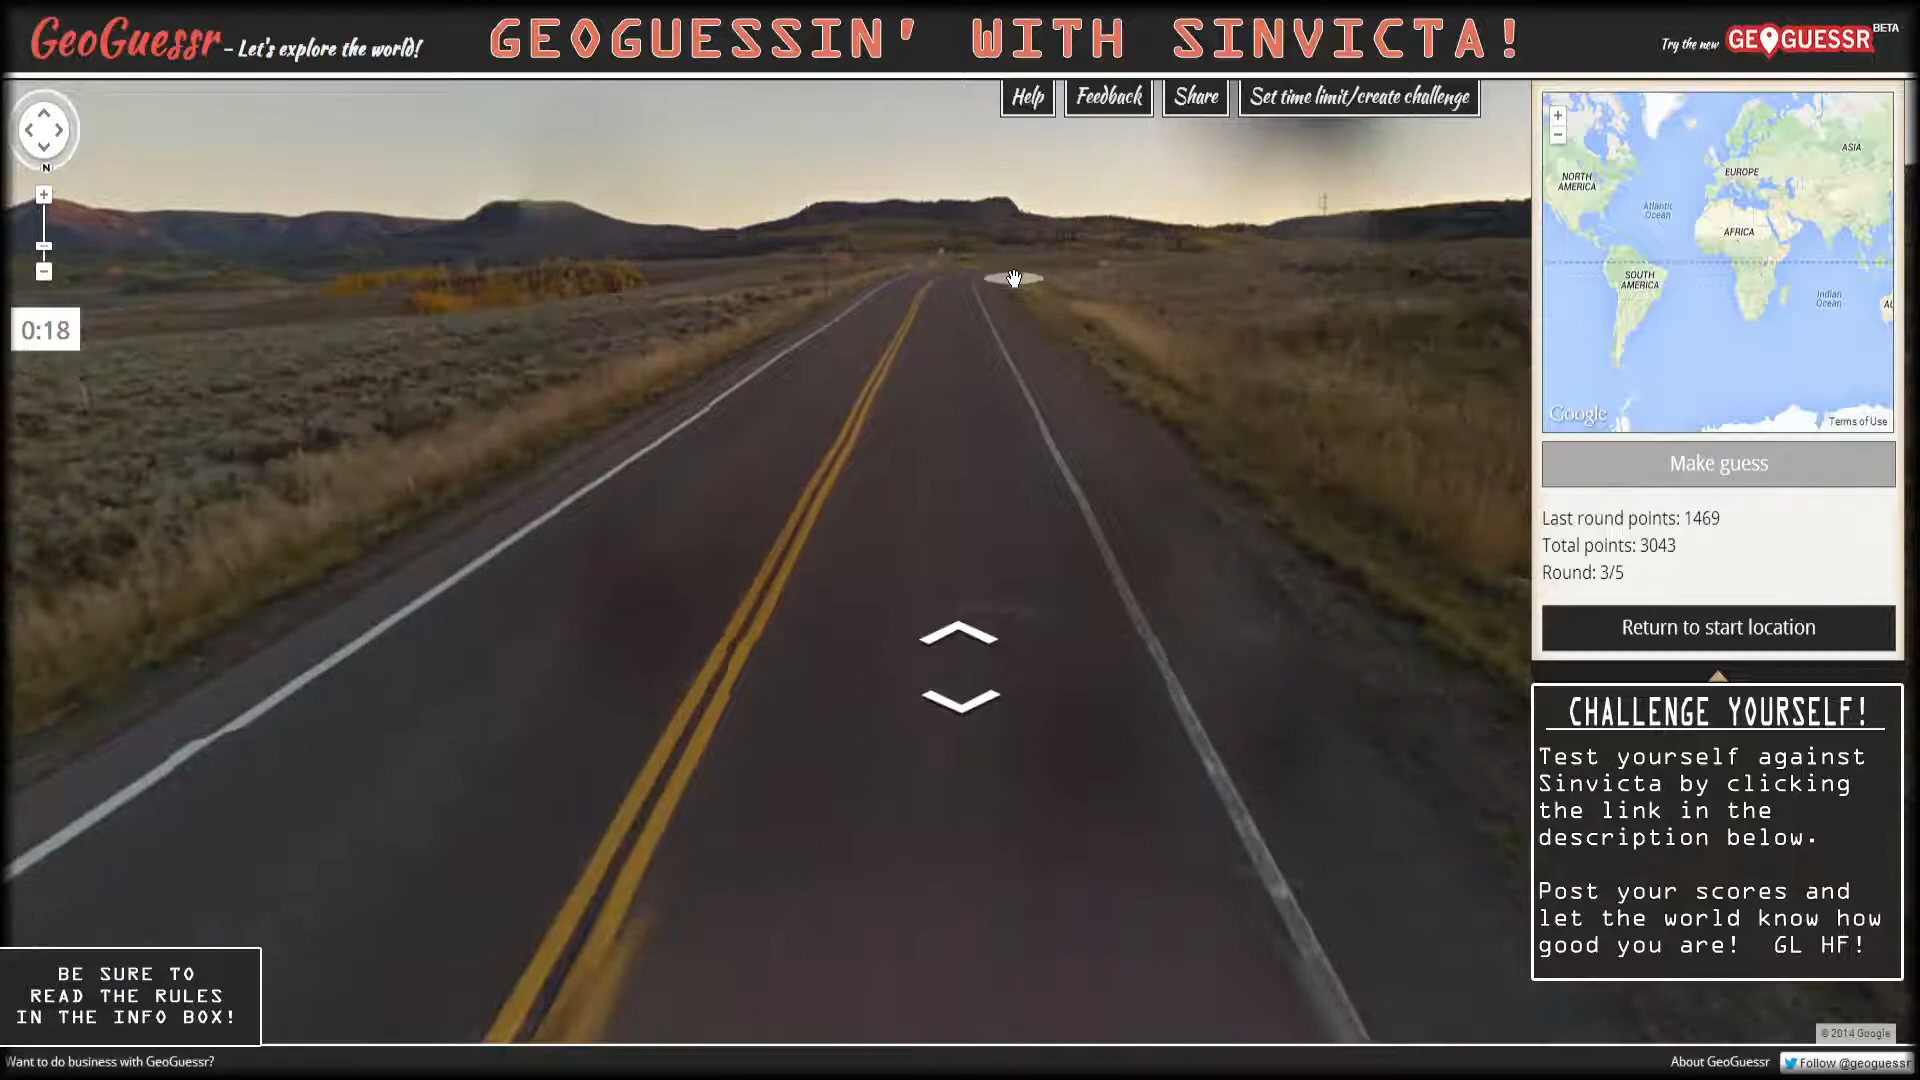 GeoGuessr - Let's explore the world!
GEOGUESSIN' WITH SINVICTA!
Try the new GEOGUESSR BETA
Help
Feedback
Share
Set time limit/create challenge
N
0:18
NORTH
AMERICA
EUROPE
ASIA
Atlantic
Ocean
AFRICA
SOUTH
AMERICA
Indian
Ocean
AU
Google
Terms of Use
Make guess
Last round points: 1469
Total points: 3043
Round: 3/5
Return to start location
CHALLENGE YOURSELF!
Test yourself against
Sinvicta by clicking
the link in the
description below.
Post your scores and
let the world know how
good you are! GL HF!
BE SURE TO
READ THE RULES
IN THE INFO BOX!
© 2014 Google
Want to do business with GeoGuessr?
About GeoGuessr
Follow @geoguessr